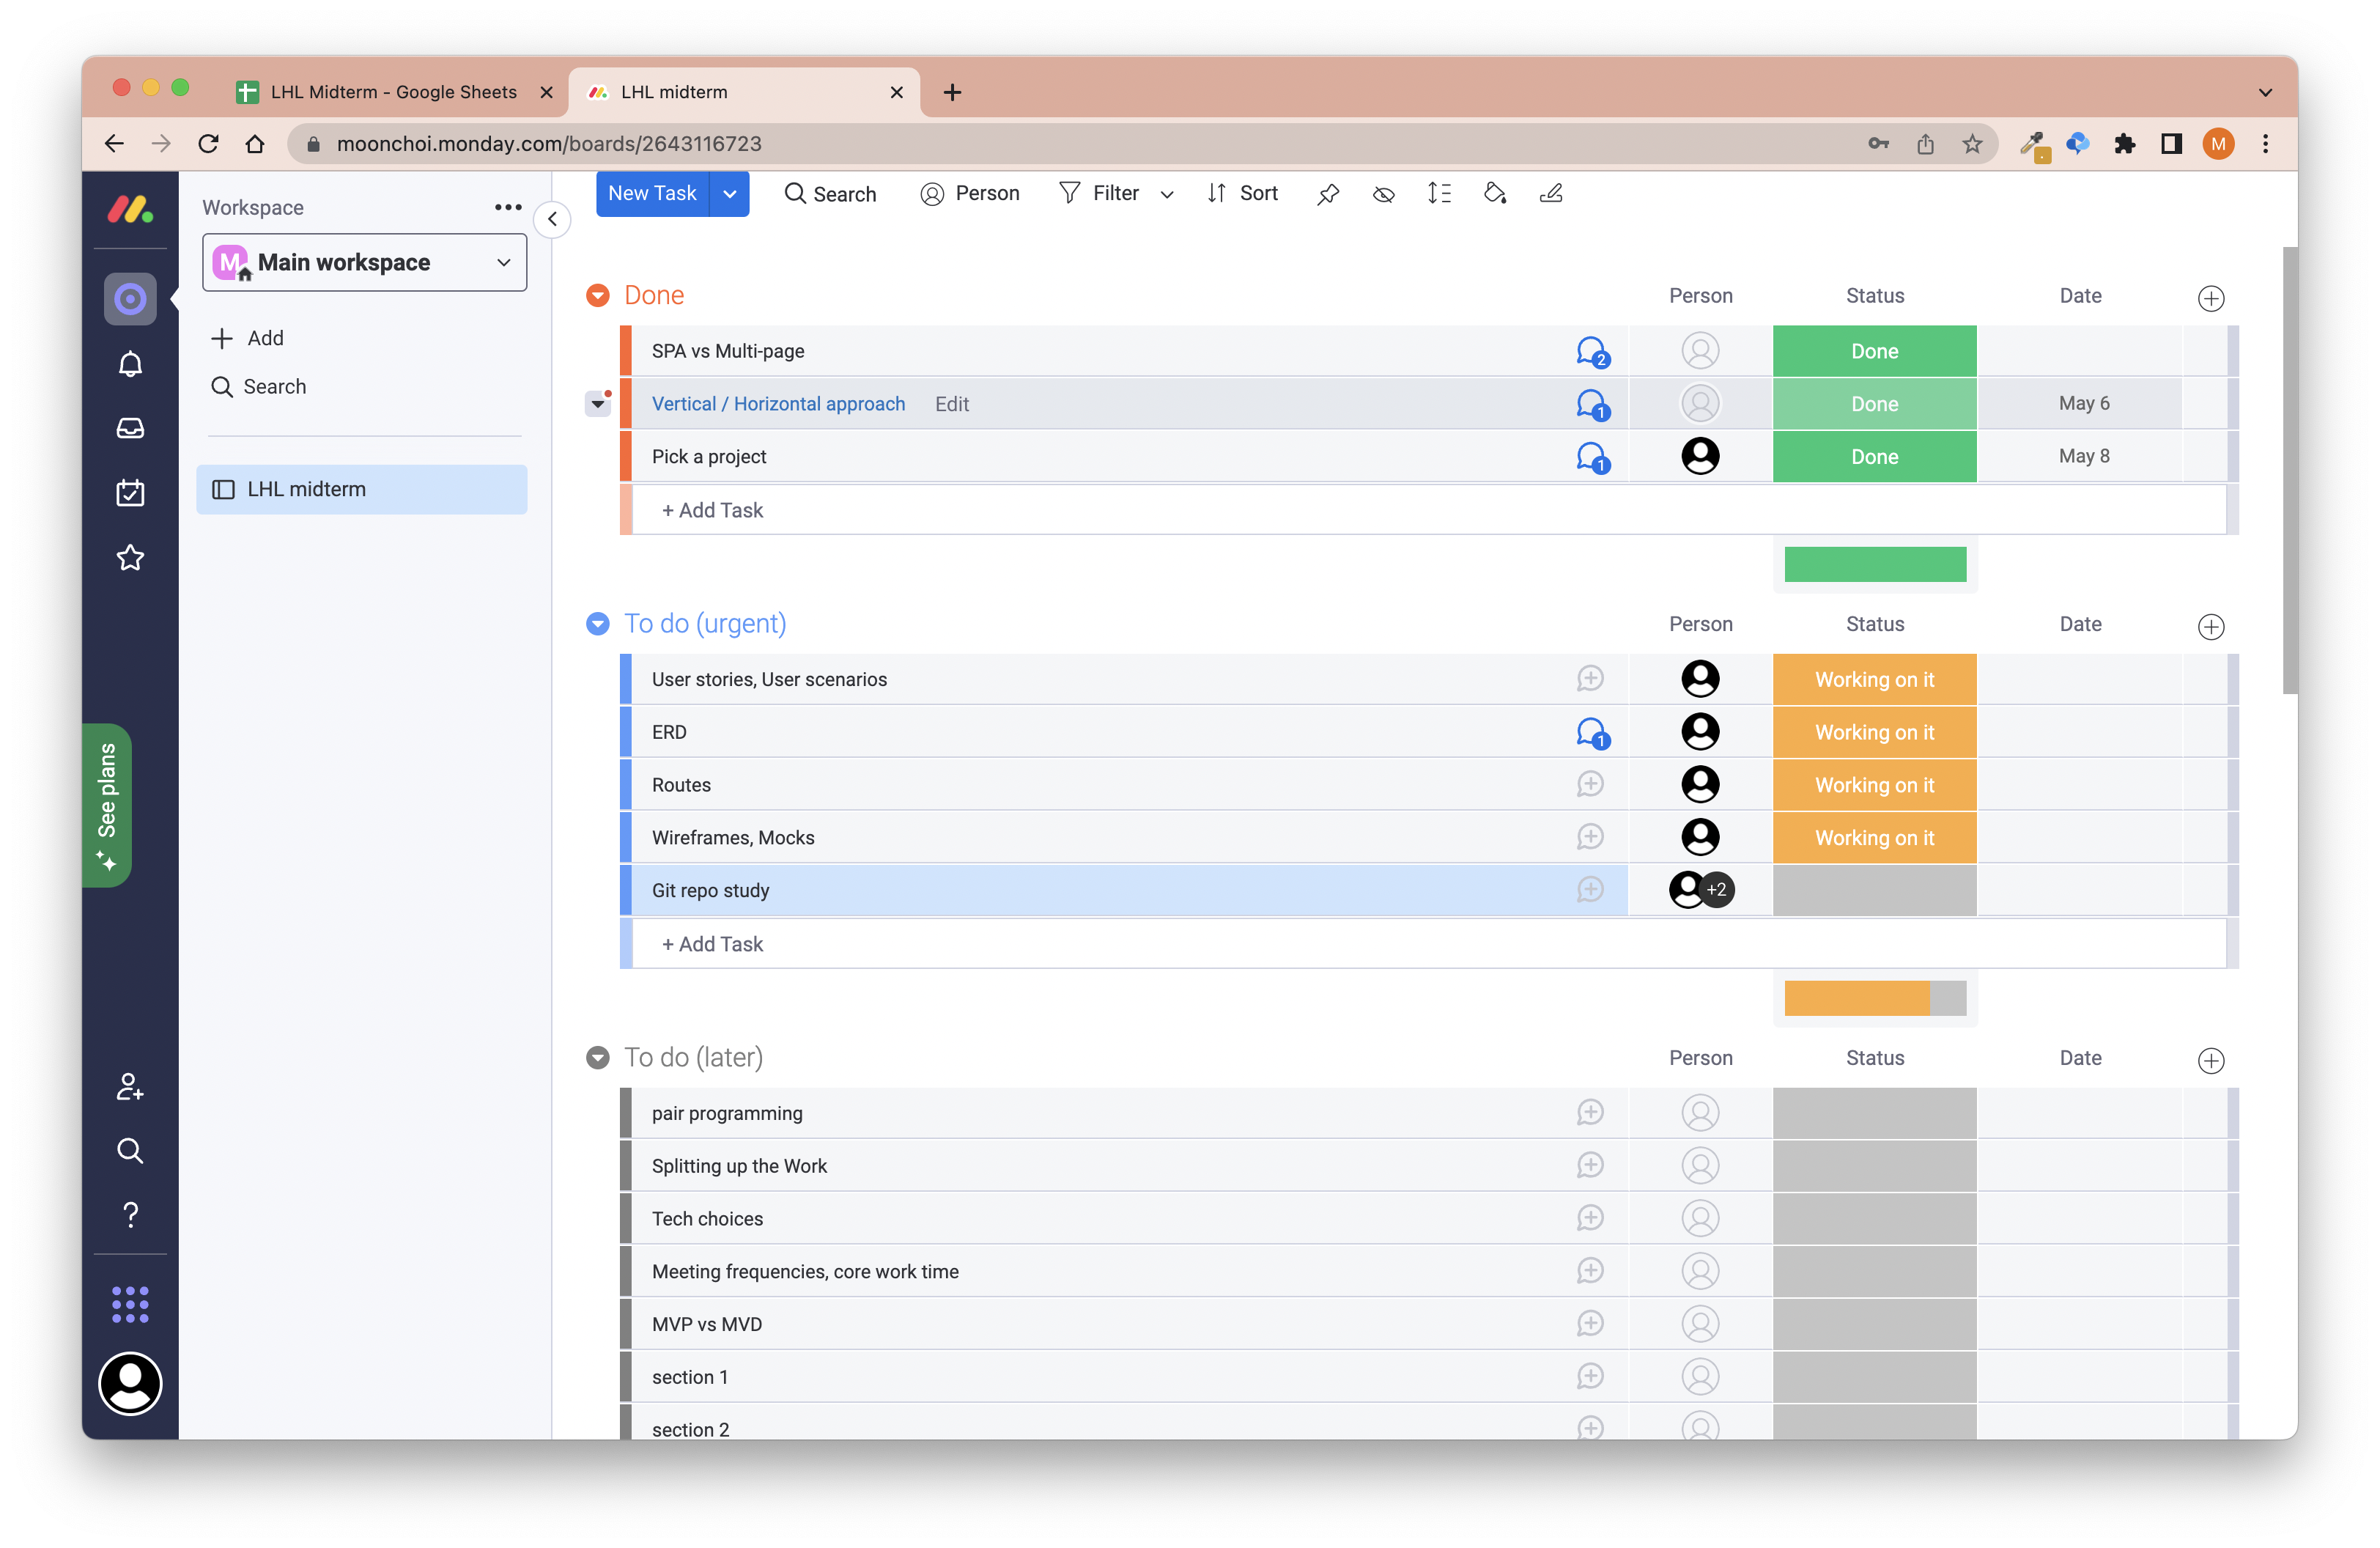 LHL Midterm - Google Sheets
LHL midterm
moonchoi.monday.com/boards/2643116723
M
Workspace
M Main workspace
Add
Search
LHL midterm
See plans
New Task
Search
Person
Filter
Sort
Done Person Status Date
SPA vs Multi-page 2 Done
Vertical / Horizontal approach Edit 1 Done May 6
Pick a project 1 Done May 8
+ Add Task
To do (urgent) Person Status Date
User stories, User scenarios Working on it
ERD 1 Working on it
Routes Working on it
Wireframes, Mocks Working on it
Git repo study +2
+ Add Task
To do (later) Person Status Date
pair programming
Splitting up the Work
Tech choices
Meeting frequencies, core work time
MVP vs MVD
section 1
section 2